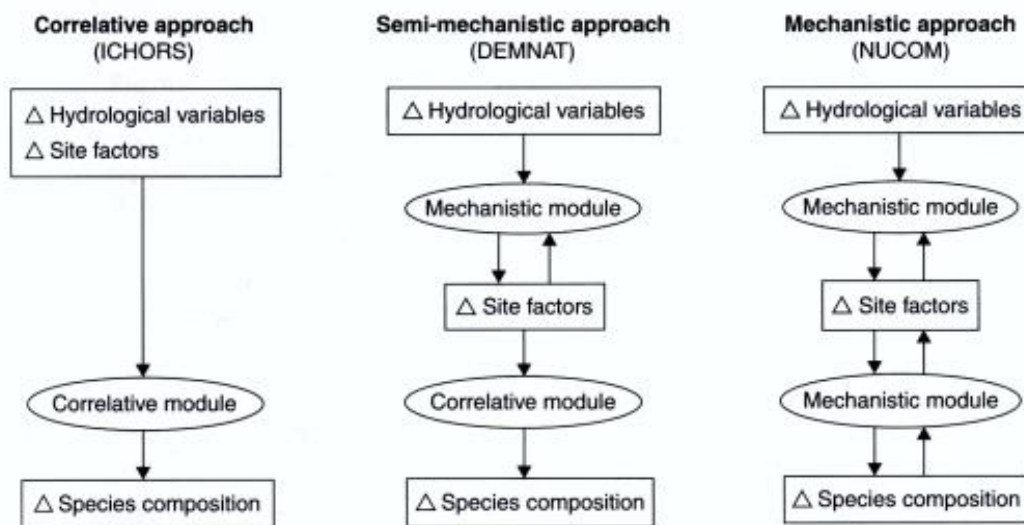 Correlative approach
(ICHORS)
△ Hydrological variables
△ Site factors
Correlative module
△ Species composition
Semi-mechanistic approach
(DEMNAT)
△ Hydrological variables
Mechanistic module
△ Site factors
Correlative module
△ Species composition
Mechanistic approach
(NUCOM)
△ Hydrological variables
Mechanistic module
△ Site factors
Mechanistic module
△ Species composition